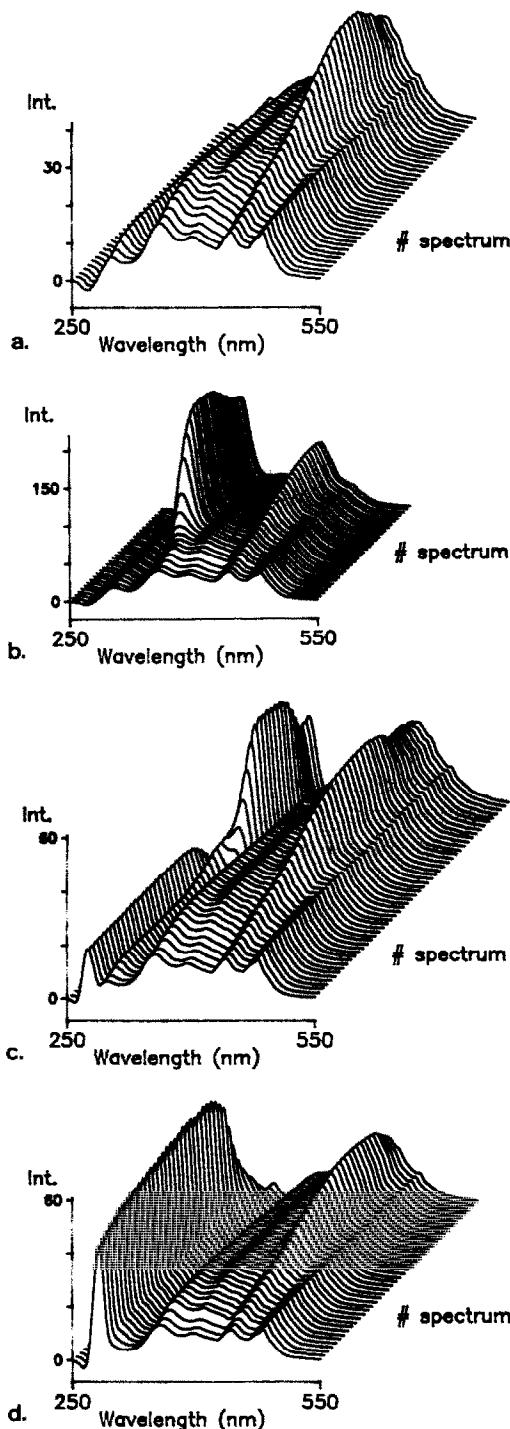 Int.
30
0
# spectrum
250
550
Wavelength (nm)
a.
Int.
150
0
# spectrum
250
550
Wavelength (nm)
b.
Int.
60
0
# spectrum
250
550
Wavelength (nm)
c.
Int.
60
0
# spectrum
250
550
Wavelength (nm)
d.